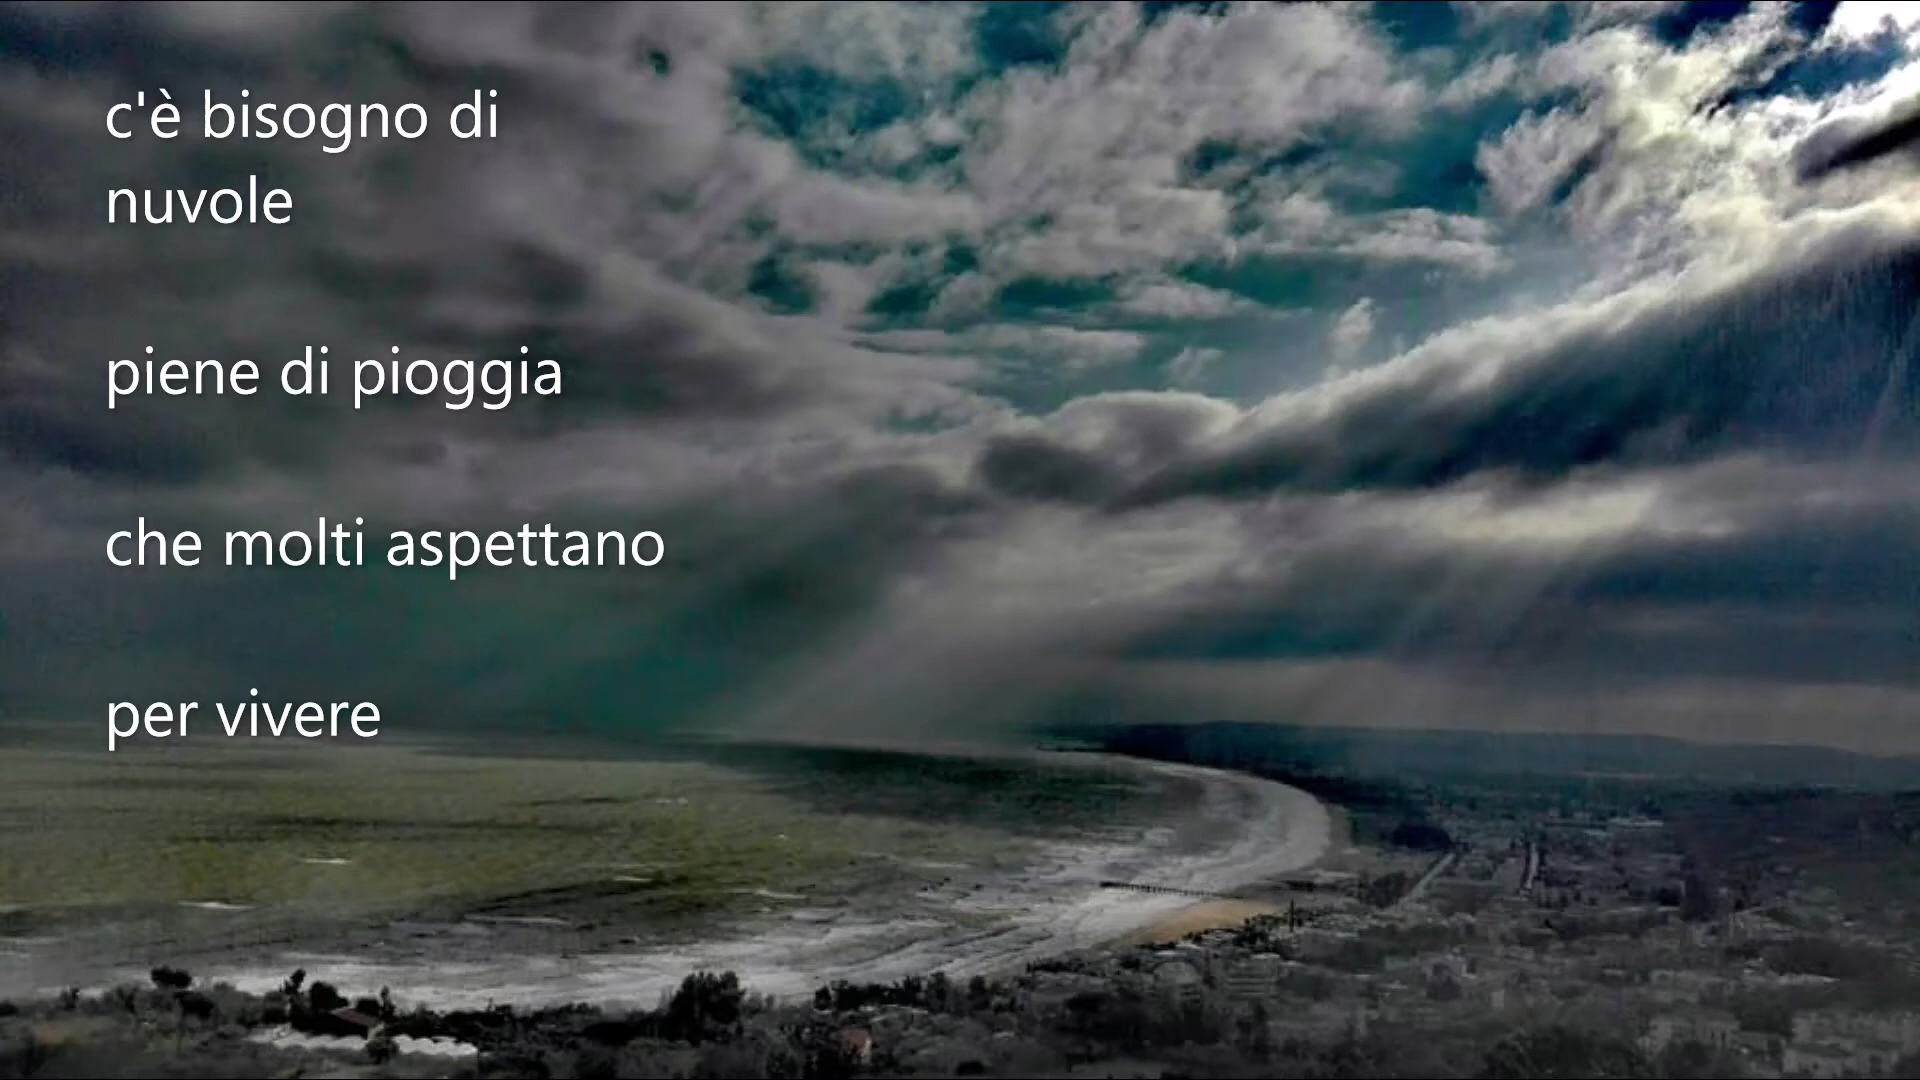 c'è bisogno di
nuvole
piene di pioggia
che molti aspettano
per vivere